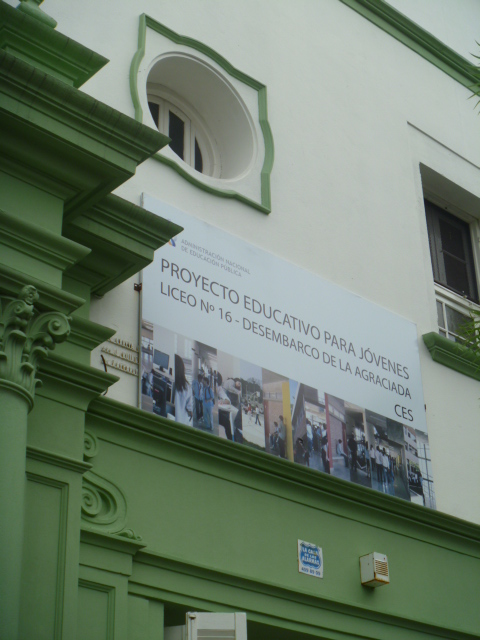 ADMINISTRACIÓN NACIONAL
DE EDUCACIÓN PÚBLICA
PROYECTO EDUCATIVO PARA JÓVENES
LICEO Nº 16 - DESEMBARCO DE LA AGRACIADA
CES